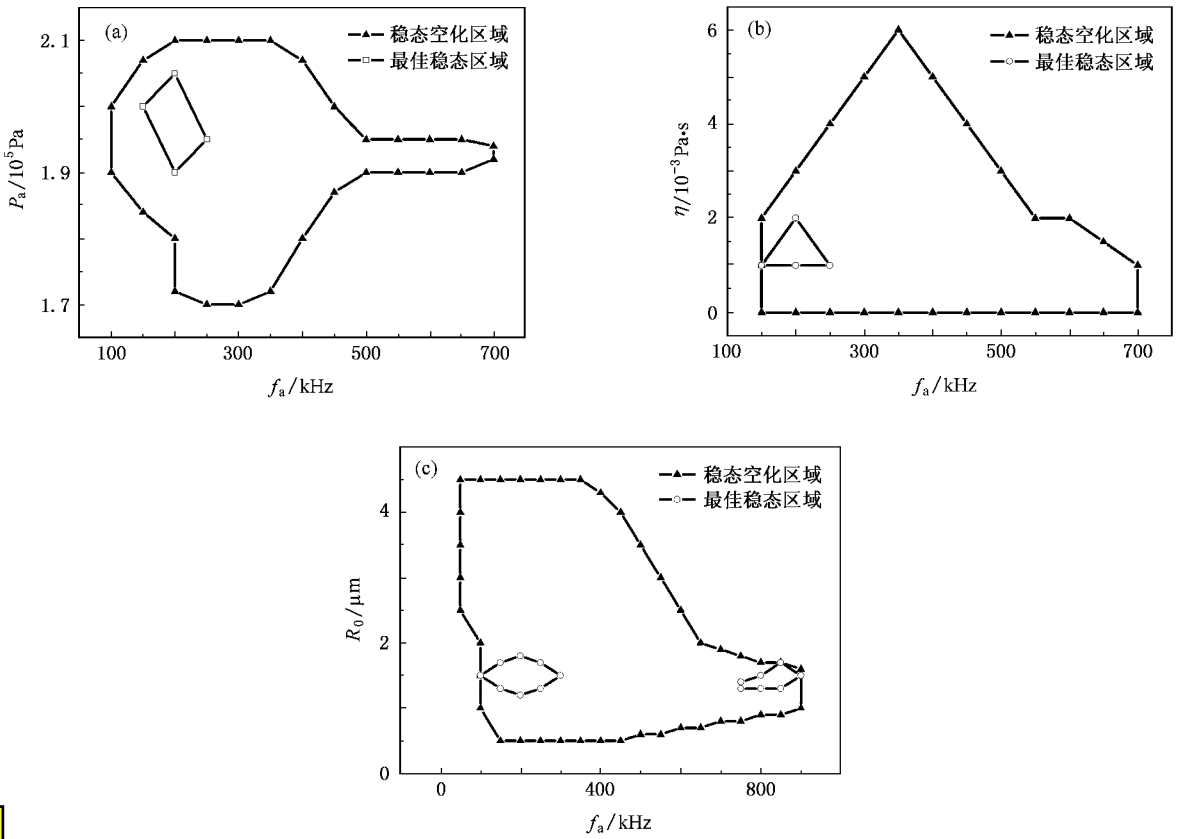 (a)
稳态空化区域
最佳稳态区域
2.1
1.9
1.7
P_a/10^5Pa
100 300 500 700
f_a/kHz
(b)
稳态空化区域
最佳稳态区域
6
4
2
0
η/10^-3Pa•s
100 300 500 700
f_a/kHz
(c)
稳态空化区域
最佳稳态区域
4
2
0
R_0/μm
0 400 800
f_a/kHz